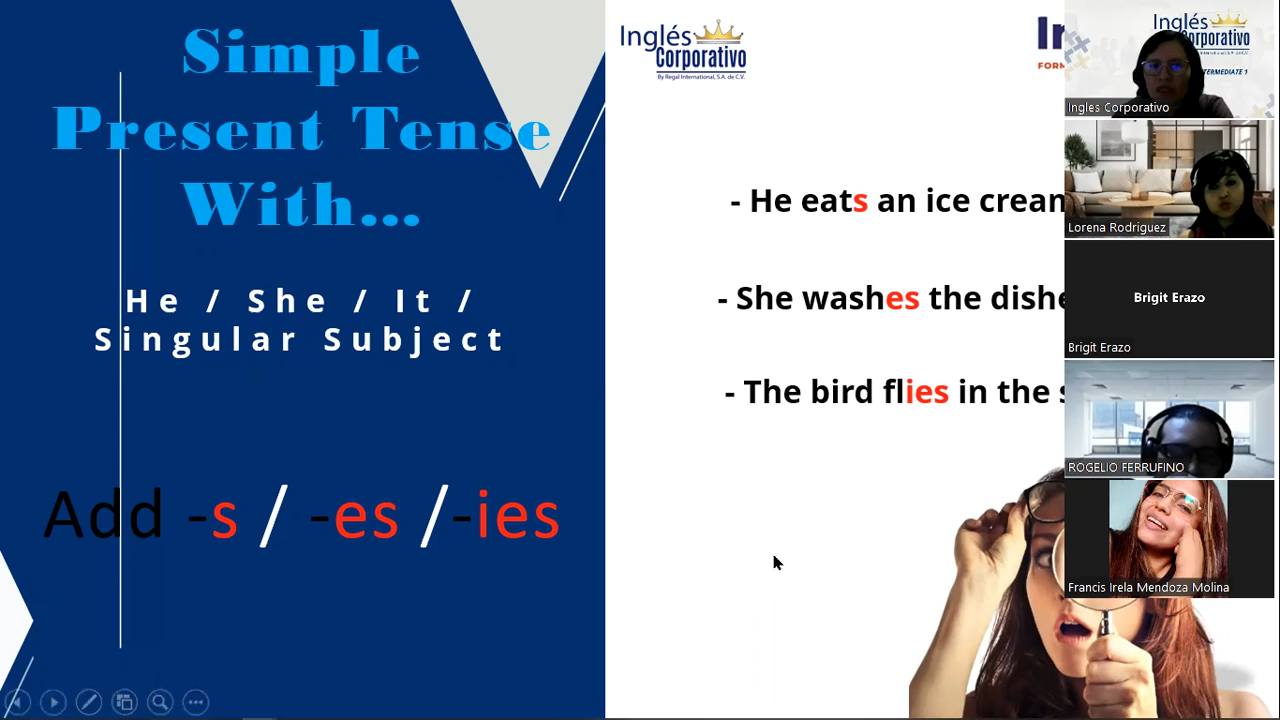 Simple
Present Tense
With...
He / She / It /
Singular Subject
Add -s / -es /-ies
Inglés
Corporativo
By Regal International, S.A. de C.V.
- He eats an ice cream
- She washes the dishe
- The bird flies in the s
Inglés
Corporativo
Ingles Corporativo
Lorena Rodriguez
Brigit Erazo
Brigit Erazo
ROGELIO FERRUFINO
Francis Irela Mendoza Molina